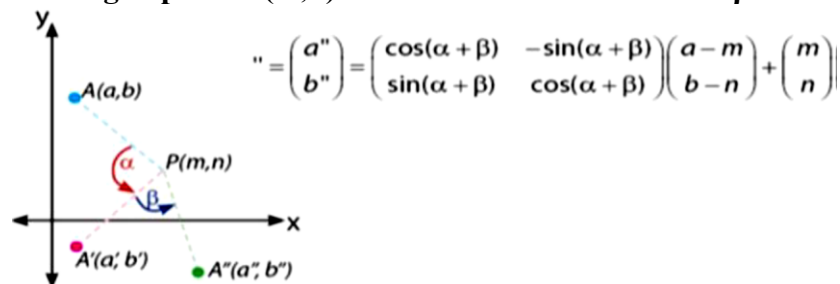 y
" = (a" b") = (cos(α + β) -sin(α + β) sin(α + β) cos(α + β)) (a - m b - n) + (m n)
A(a,b)
α
P(m,n)
β
x
A'(a', b')
A"(a", b")